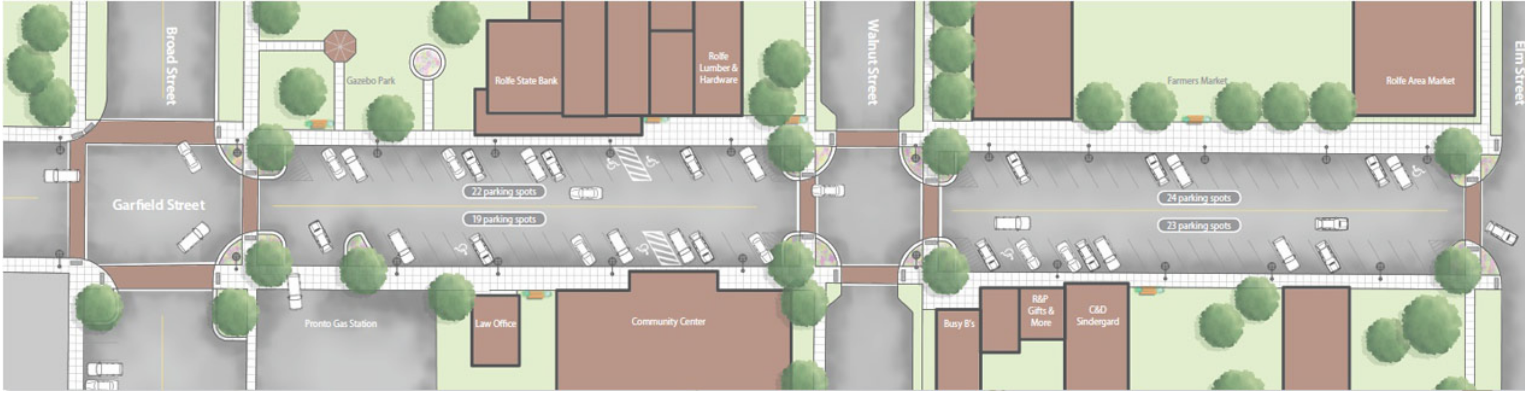 Broad Street
Gazebo Park
Rolfe State Bank
Rolfe
Lumber &
Hardware
Walnut Street
Farmers Market
Rolfe Area Market
Elm Street
Garfield Street
22 parking spots
19 parking spots
24 parking spots
23 parking spots
Pronto Gas Station
Law Office
Community Center
Busy B's
R&P
Gifts &
More
C&D
Sindergard